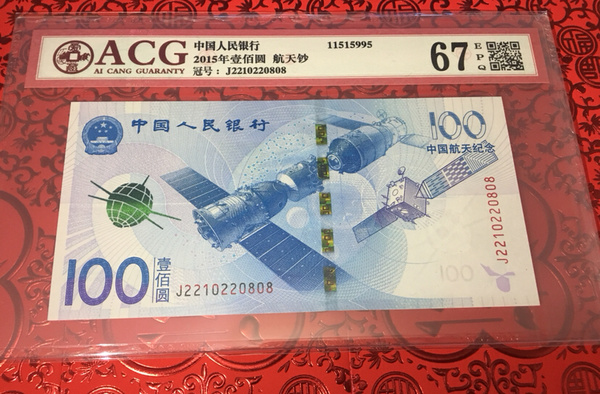 ACG
AI CANG GUARANTY
中国人民银行
2015年壹佰圆 航天钞
冠号：J2210220808
11515995
67
EPQ
中国人民银行
100
中国航天纪念
J2210220808
100
壹佰圆
J2210220808
100